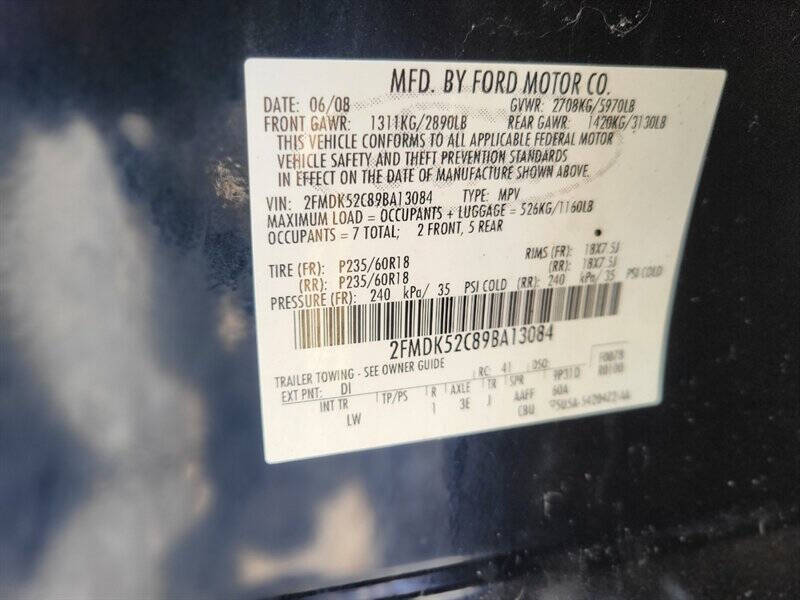 MFD. BY FORD MOTOR CO.
DATE: 06/08 GVWR: 2708KG/5970LB
FRONT GAWR: 1311KG/2890LB REAR GAWR: 1420KG/3130LB
THIS VEHICLE CONFORMS TO ALL APPLICABLE FEDERAL MOTOR
VEHICLE SAFETY AND THEFT PREVENTION STANDARDS
IN EFFECT ON THE DATE OF MANUFACTURE SHOWN ABOVE.
VIN: 2FMDK52C89BA13084 TYPE: MPV
MAXIMUM LOAD = OCCUPANTS + LUGGAGE = 526KG/1160LB
OCCUPANTS = 7 TOTAL; 2 FRONT, 5 REAR
TIRE (FR): P235/60R18 RIMS (FR): 18X7.5J
(RR): P235/60R18 (RR): 18X7.5J
PRESSURE (FR): 240 kPa/ 35 PSI COLD (RR): 240 kPa/ 35 PSI COLD
2FMDK52C89BA13084
TRAILER TOWING - SEE OWNER GUIDE RC: 41 DSO:
EXT PNT: DI
INT TR TP/PS R AXLE TR SPR
LW 1 3E J AAFF 60A
CBU